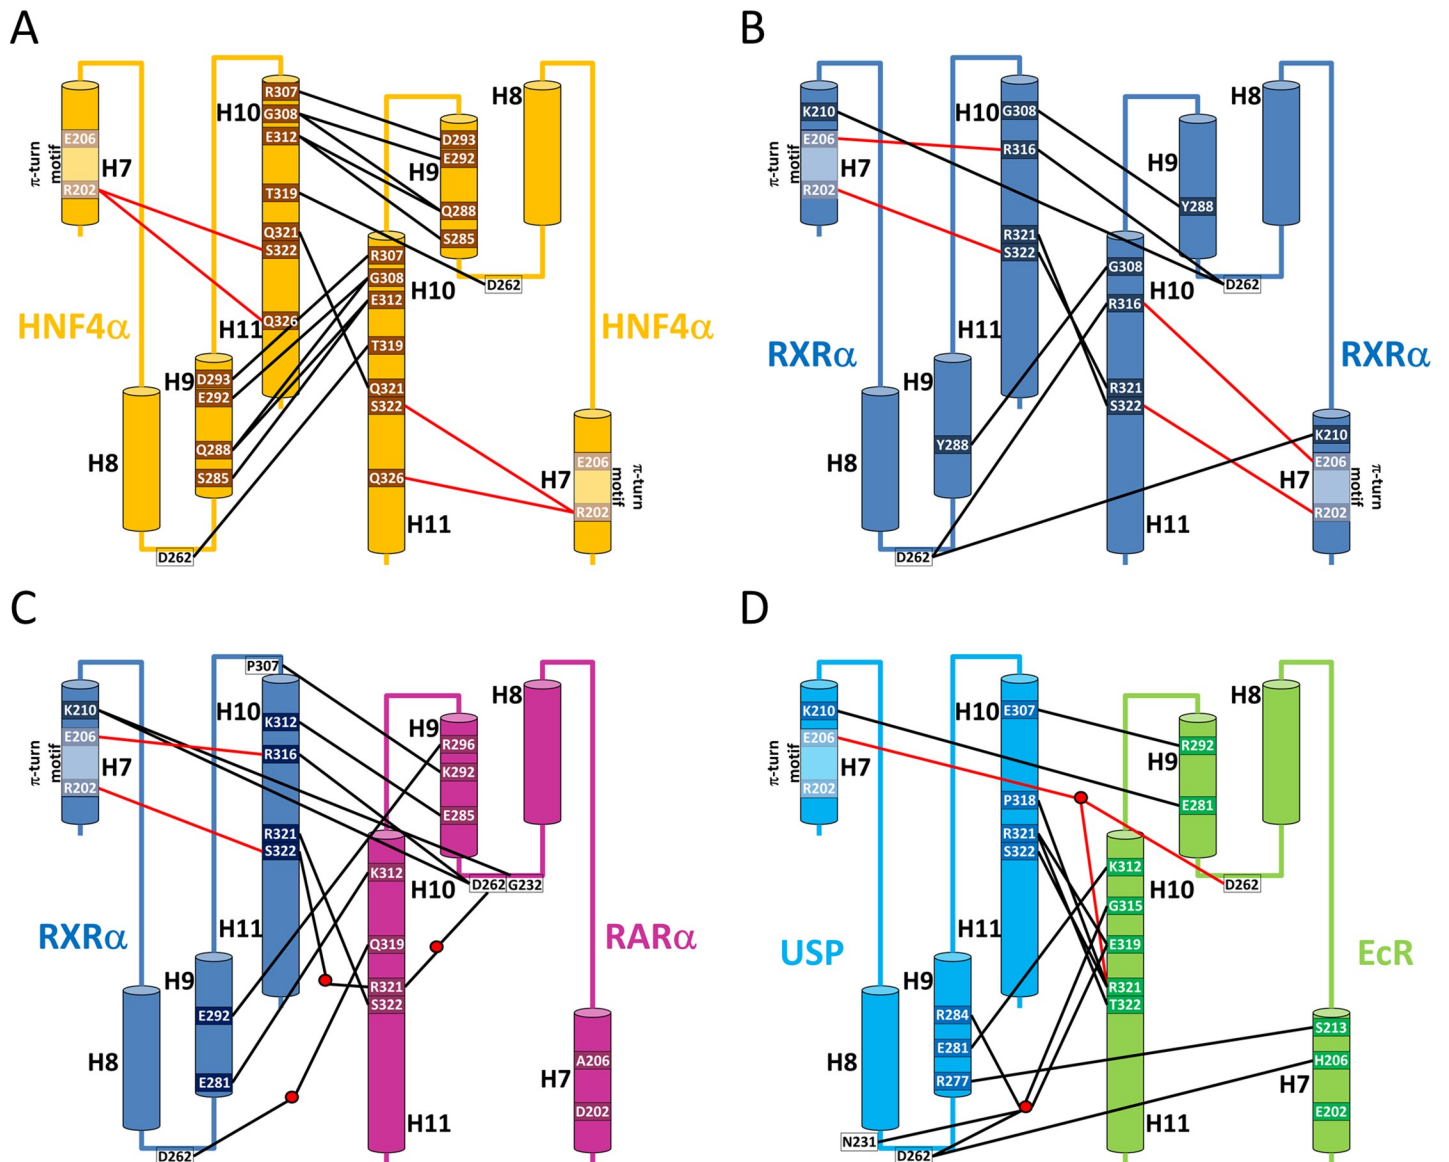 A
R307
G308
H10
E312
T319
Q321
S322
Q326
H11
E206
H7
R202
π-turn
motif
HNF4α
H8
D293
H9
E292
Q288
S285
D262
H8
D293
E292
H9
Q288
S285
D262
R307
G308
H10
E312
T319
Q321
S322
Q326
H11
HNF4α
E206
H7
R202
π-turn
motif
B
K210
E206
H7
R202
π-turn
motif
G308
H10
R316
R321
S322
H11
RXRα
H9
Y288
H8
D262
H8
H9
Y288
D262
G308
H10
R316
R321
S322
H11
RXRα
K210
E206
H7
R202
π-turn
motif
C
P307
K210
E206
H7
R202
π-turn
motif
H10
K312
R316
R321
S322
H11
RXRα
H9
E292
E281
H8
D262
H8
H9
R296
K292
E285
D262
G232
K312
H10
Q319
R321
S322
H11
RARα
A206
H7
D202
D
K210
E206
H7
R202
π-turn
motif
H10
E307
P318
R321
S322
H11
USP
H9
R284
E281
R277
H8
N231
D262
H8
R292
H9
E281
D262
K312
H10
G315
E319
R321
T322
H11
EcR
S213
H206
H7
E202